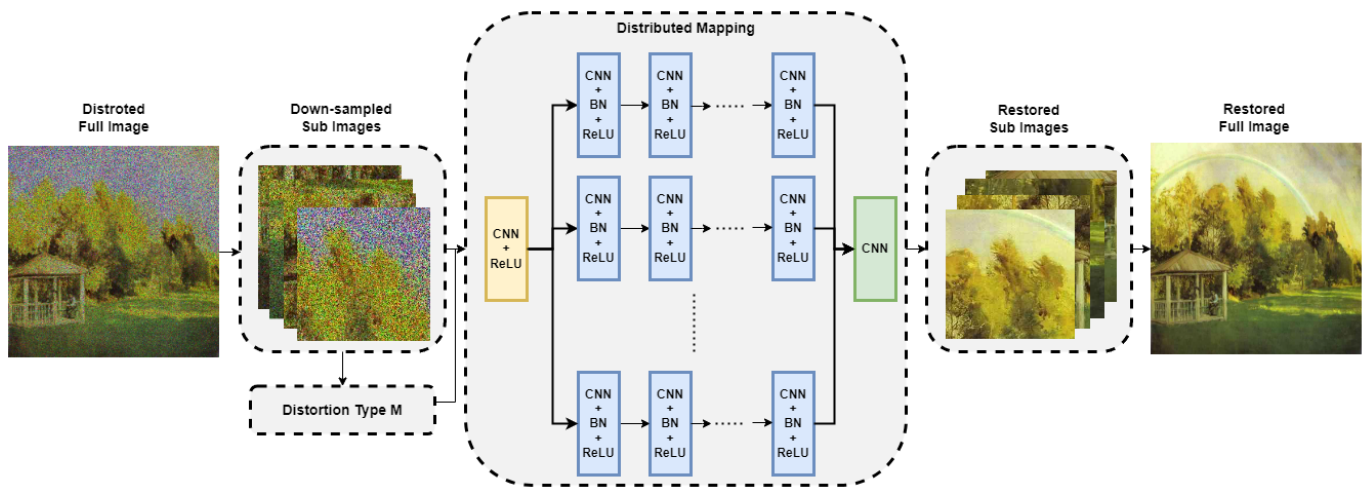 Distributed Mapping
Distroted
Full Image
Down-sampled
Sub Images
Distortion Type M
CNN
+
ReLU
CNN
+
BN
+
ReLU
CNN
+
BN
+
ReLU
CNN
+
BN
+
ReLU
CNN
+
BN
+
ReLU
CNN
+
BN
+
ReLU
CNN
+
BN
+
ReLU
CNN
+
BN
+
ReLU
CNN
+
BN
+
ReLU
CNN
+
BN
+
ReLU
CNN
Restored
Sub Images
Restored
Full Image